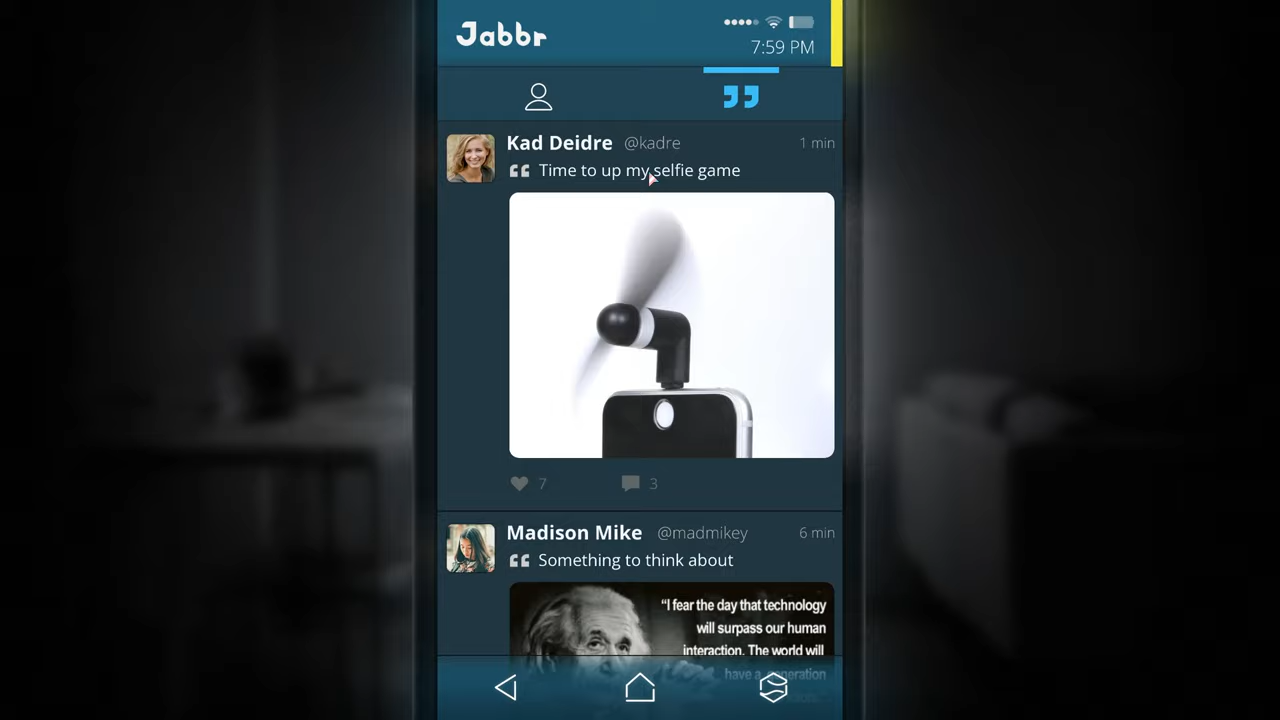 Jabbr
7:59 PM
Kad Deidre @kadre 1 min
Time to up my selfie game
7 3
Madison Mike @madmikey 6 min
Something to think about
“I fear the day that technology
will surpass our human
interaction. The world will
have a generation